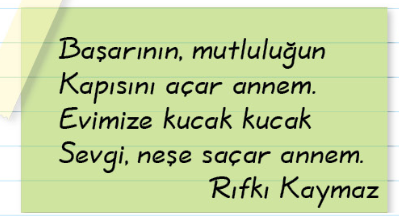 Başarının, mutluluğun
Kapısını açar annem.
Evimize kucak kucak
Sevgi, neşe saçar annem.
Rıfkı Kaymaz